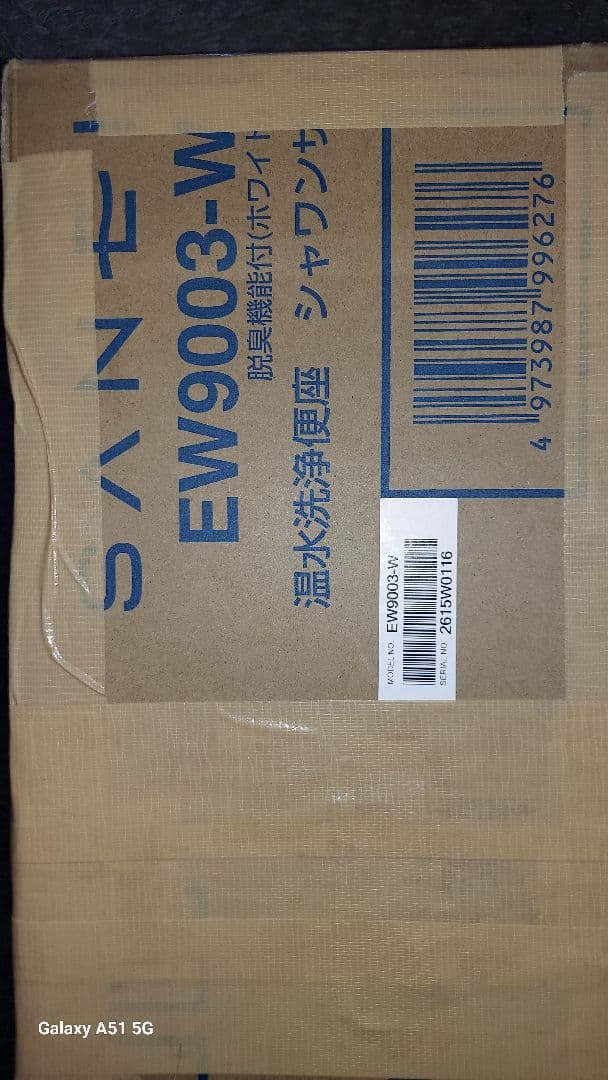 SANE
EW9003-W
脱臭機能付(ホワイト
温水洗浄便座 シャワンザ
4 973987 996276
MODEL NO. EW9003-W
SERIAL NO. 2615W0116
Galaxy A51 5G